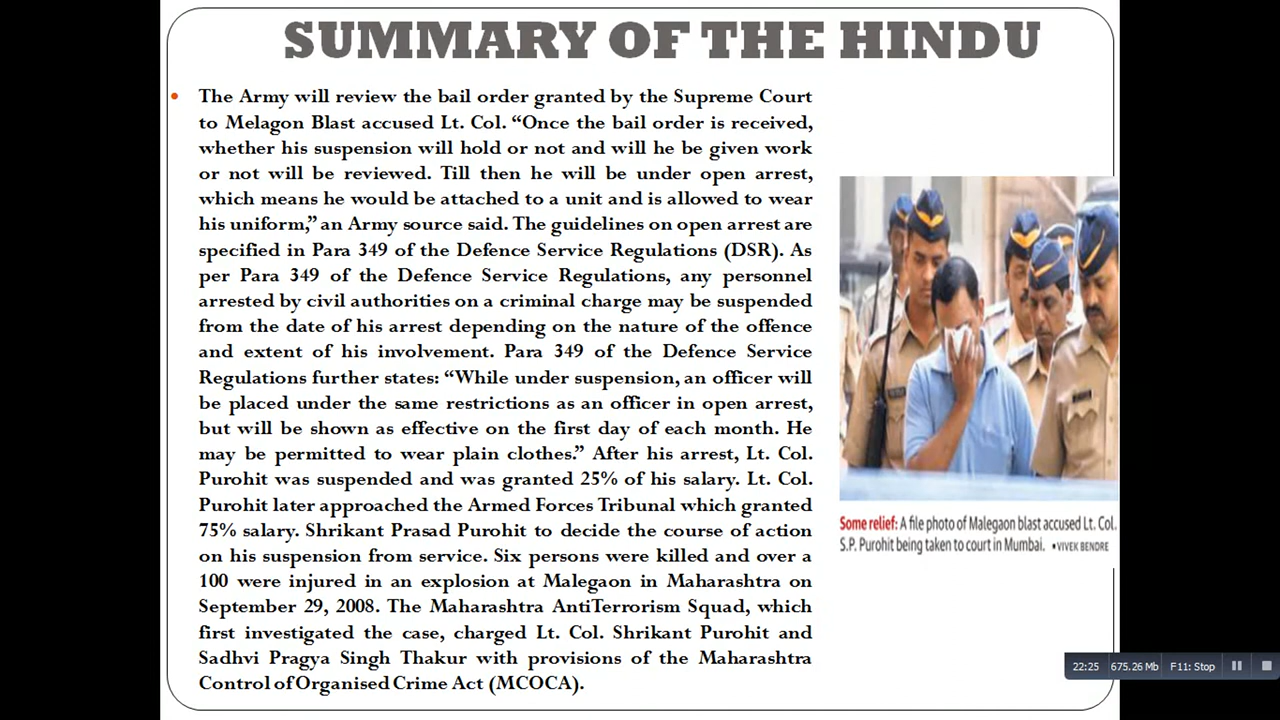 SUMMARY OF THE HINDU
• The Army will review the bail order granted by the Supreme Court
to Melagon Blast accused Lt. Col. “Once the bail order is received,
whether his suspension will hold or not and will he be given work
or not will be reviewed. Till then he will be under open arrest,
which means he would be attached to a unit and is allowed to wear
his uniform,” an Army source said. The guidelines on open arrest are
specified in Para 349 of the Defence Service Regulations (DSR). As
per Para 349 of the Defence Service Regulations, any personnel
arrested by civil authorities on a criminal charge may be suspended
from the date of his arrest depending on the nature of the offence
and extent of his involvement. Para 349 of the Defence Service
Regulations further states: “While under suspension, an officer will
be placed under the same restrictions as an officer in open arrest,
but will be shown as effective on the first day of each month. He
may be permitted to wear plain clothes.” After his arrest, Lt. Col.
Purohit was suspended and was granted 25% of his salary. Lt. Col.
Purohit later approached the Armed Forces Tribunal which granted
75% salary. Shrikant Prasad Purohit to decide the course of action
on his suspension from service. Six persons were killed and over a
100 were injured in an explosion at Malegaon in Maharashtra on
September 29, 2008. The Maharashtra AntiTerrorism Squad, which
first investigated the case, charged Lt. Col. Shrikant Purohit and
Sadhvi Pragya Singh Thakur with provisions of the Maharashtra
Control of Organised Crime Act (MCOCA).
Some relief: A file photo of Malegaon blast accused Lt. Col.
S.P. Purohit being taken to court in Mumbai. • VIVEK BENDRE
22:25 675.26 Mb F11: Stop